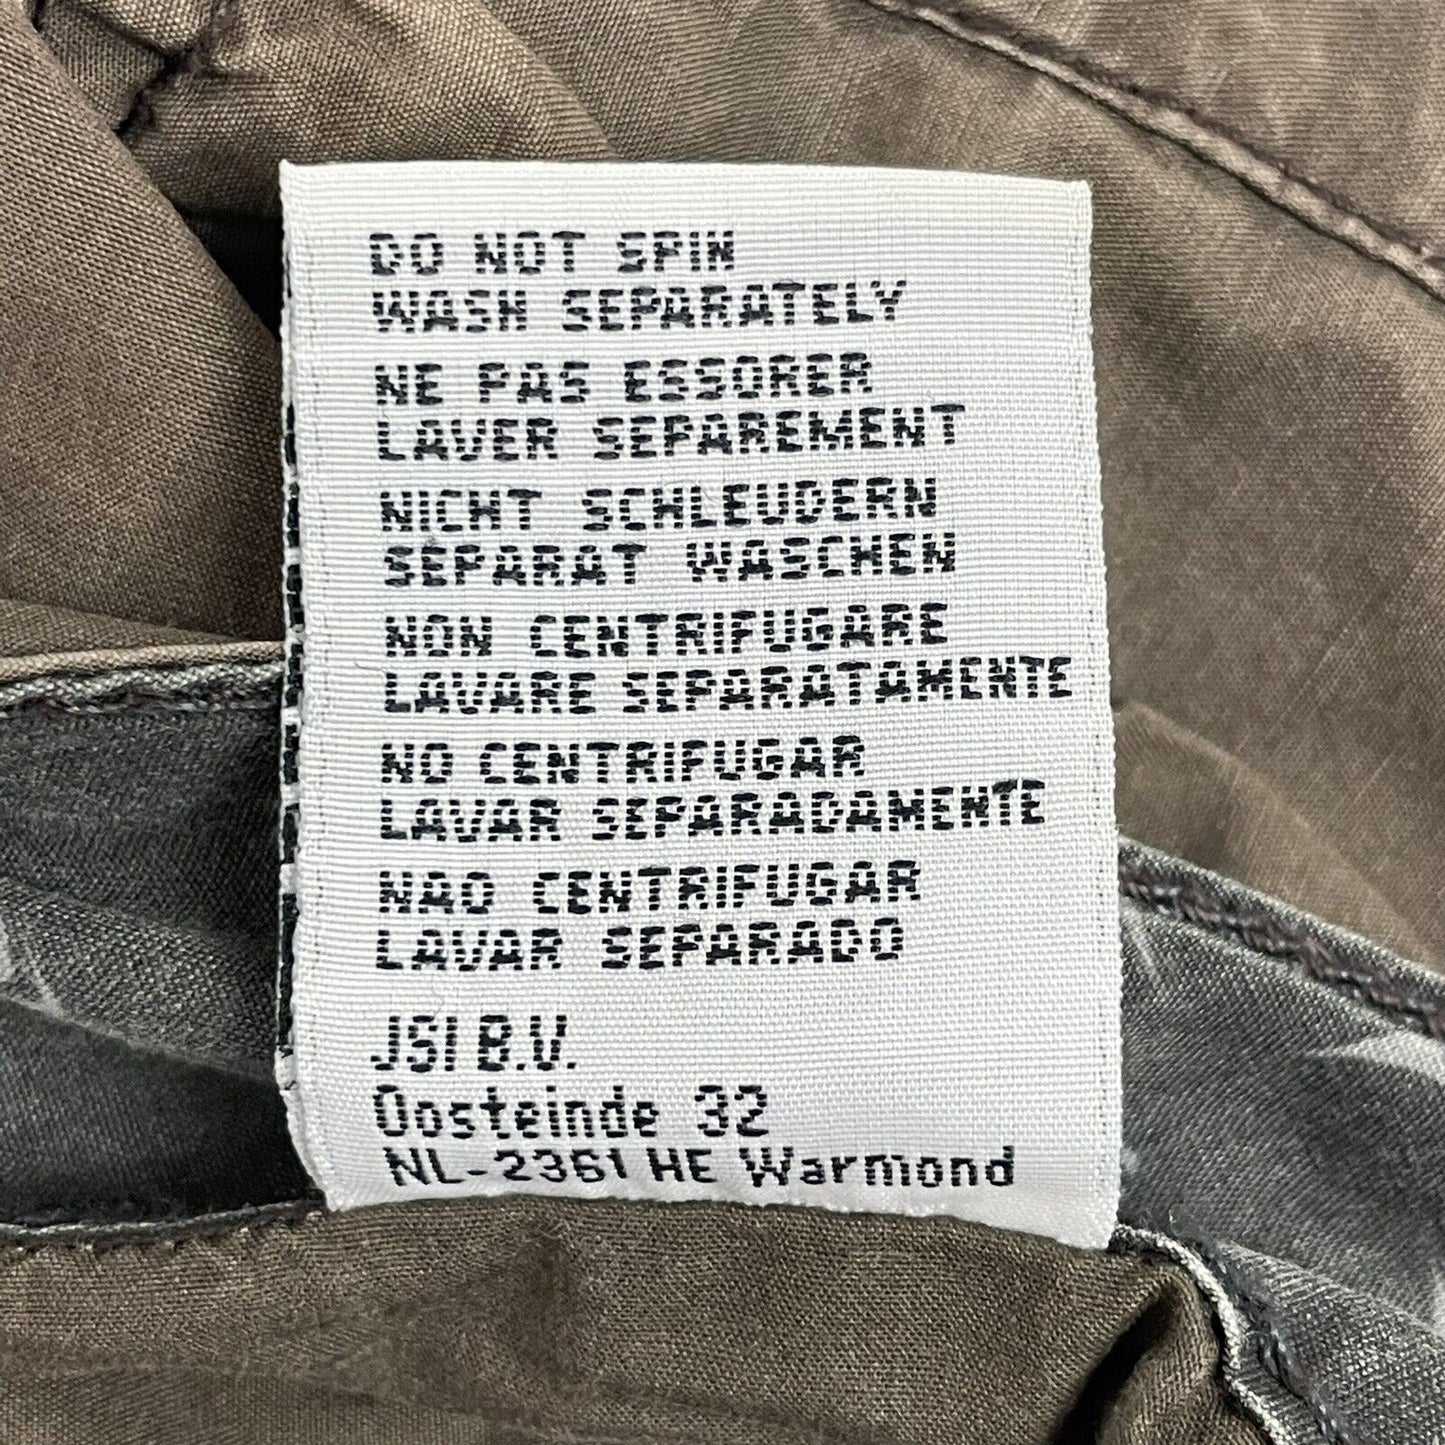 DO NOT SPIN
WASH SEPARATELY
NE PAS ESSORER
LAVER SEPAREMENT
NICHT SCHLEUDERN
SEPARAT WASCHEN
NON CENTRIFUGARE
LAVARE SEPARATAMENTE
NO CENTRIFUGAR
LAVAR SEPARADAMENTE
NAO CENTRIFUGAR
LAVAR SEPARADO
JSI B.V.
Oosteinde 32
NL-2361 HE Warmond